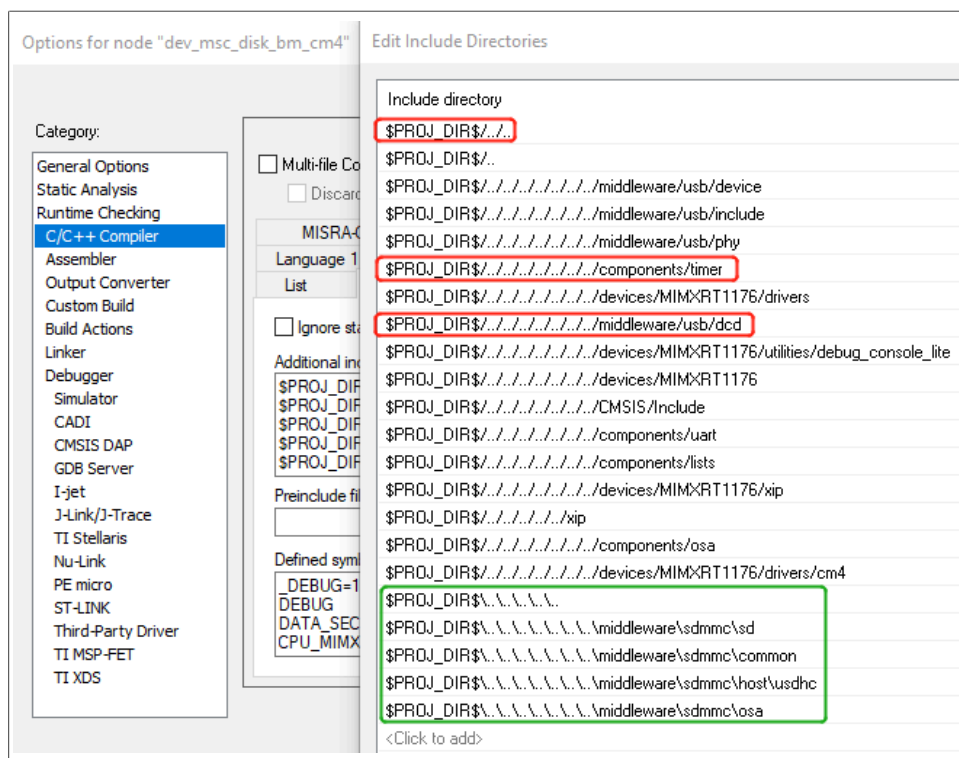 Options for node "dev_msc_disk_bm_cm4"
Edit Include Directories
Category:
General Options
Static Analysis
Runtime Checking
C/C++ Compiler
Assembler
Output Converter
Custom Build
Build Actions
Linker
Debugger
Simulator
CADI
CMSIS DAP
GDB Server
I-jet
J-Link/J-Trace
TI Stellaris
Nu-Link
PE micro
ST-LINK
Third-Party Driver
TI MSP-FET
TI XDS
Multi-file Co
Discard
MISRA-C
Language 1
List
Ignore sta
Additional inc
$PROJ_DIF
$PROJ_DIF
$PROJ_DIF
$PROJ_DIF
$PROJ_DIF
Preinclude fil
Defined symb
_DEBUG=1
DEBUG
DATA_SEC
CPU_MIMX
Include directory
$PROJ_DIR$/../..
$PROJ_DIR$/..
$PROJ_DIR$/../../../../../../../middleware/usb/device
$PROJ_DIR$/../../../../../../../middleware/usb/include
$PROJ_DIR$/../../../../../../../middleware/usb/phy
$PROJ_DIR$/../../../../../../../components/timer
$PROJ_DIR$/../../../../../../../devices/MIMXRT1176/drivers
$PROJ_DIR$/../../../../../../../middleware/usb/dcd
$PROJ_DIR$/../../../../../../../devices/MIMXRT1176/utilities/debug_console_lite
$PROJ_DIR$/../../../../../../../devices/MIMXRT1176
$PROJ_DIR$/../../../../../../../CMSIS/Include
$PROJ_DIR$/../../../../../../../components/uart
$PROJ_DIR$/../../../../../../../components/lists
$PROJ_DIR$/../../../../../../../devices/MIMXRT1176/xip
$PROJ_DIR$/../../../../../xip
$PROJ_DIR$/../../../../../../../components/osa
$PROJ_DIR$/../../../../../../../devices/MIMXRT1176/drivers/cm4
$PROJ_DIR$\..\..\..\..\..
$PROJ_DIR$\..\..\..\..\..\..\..\middleware\sdmmc\sd
$PROJ_DIR$\..\..\..\..\..\..\..\middleware\sdmmc\common
$PROJ_DIR$\..\..\..\..\..\..\..\middleware\sdmmc\host\usdhc
$PROJ_DIR$\..\..\..\..\..\..\..\middleware\sdmmc\osa
<Click to add>